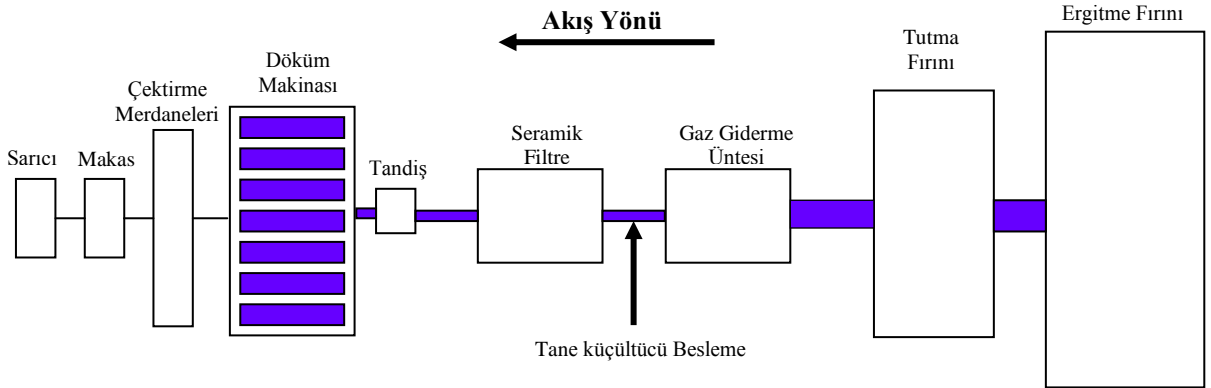 Akış Yönü
Ergitme Fırını
Tutma
Fırını
Döküm
Makinası
Çektirme
Merdaneleri
Seramik
Filtre
Gaz Giderme
Üntesi
Sarıcı
Makas
Tandiş
Tane küçültücü Besleme